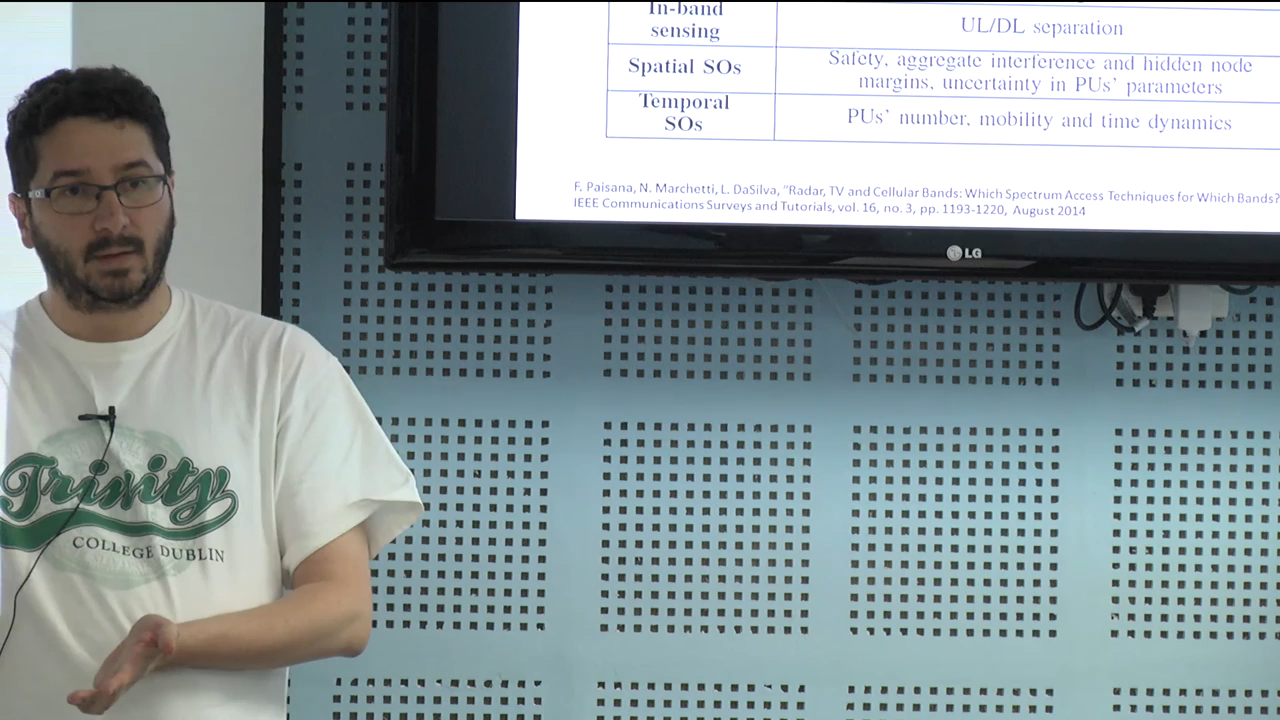 In-band
sensing
UL/DL separation
Spatial SOs
Safety, aggregate interference and hidden node
margins, uncertainty in PUs' parameters
Temporal
SOs
PUs' number, mobility and time dynamics
F. Paisana, N. Marchetti, L. DaSilva, "Radar, TV and Cellular Bands: Which Spectrum Access Techniques for Which Bands?
IEEE Communications Surveys and Tutorials, vol. 16, no. 3, pp. 1193-1220, August 2014
LG
Trinity
COLLEGE DUBLIN